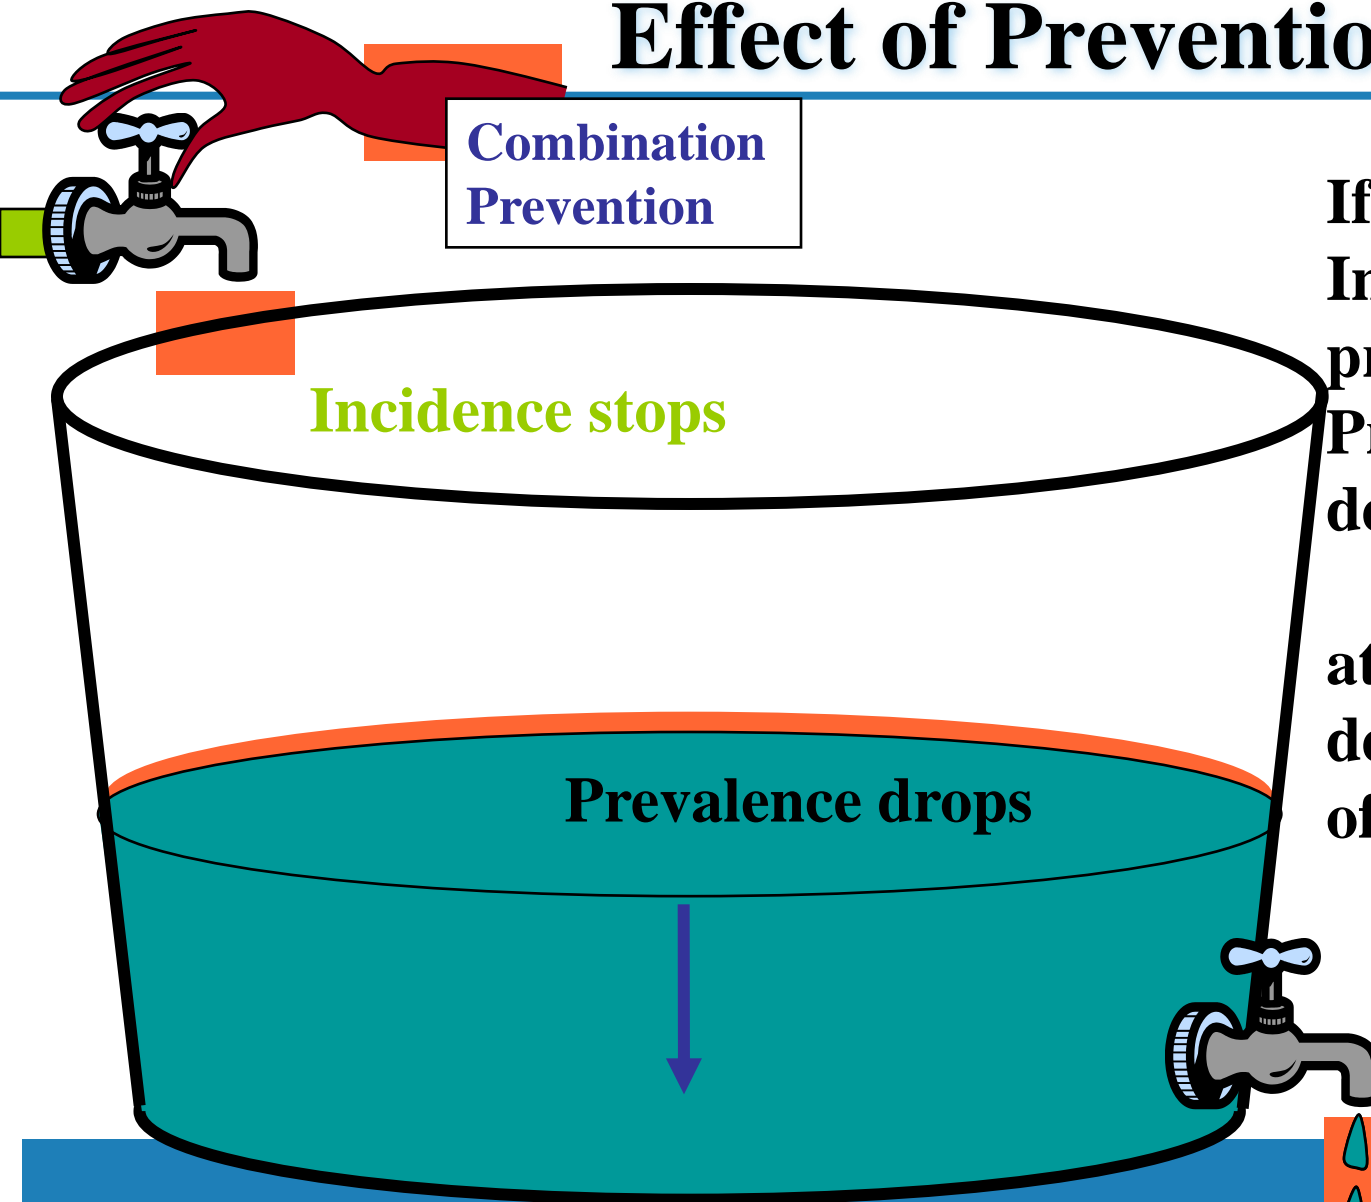 Effect of Preventio
Combination
Prevention
If
In
pr
Pr
de
Incidence stops
at
de
of
Prevalence drops